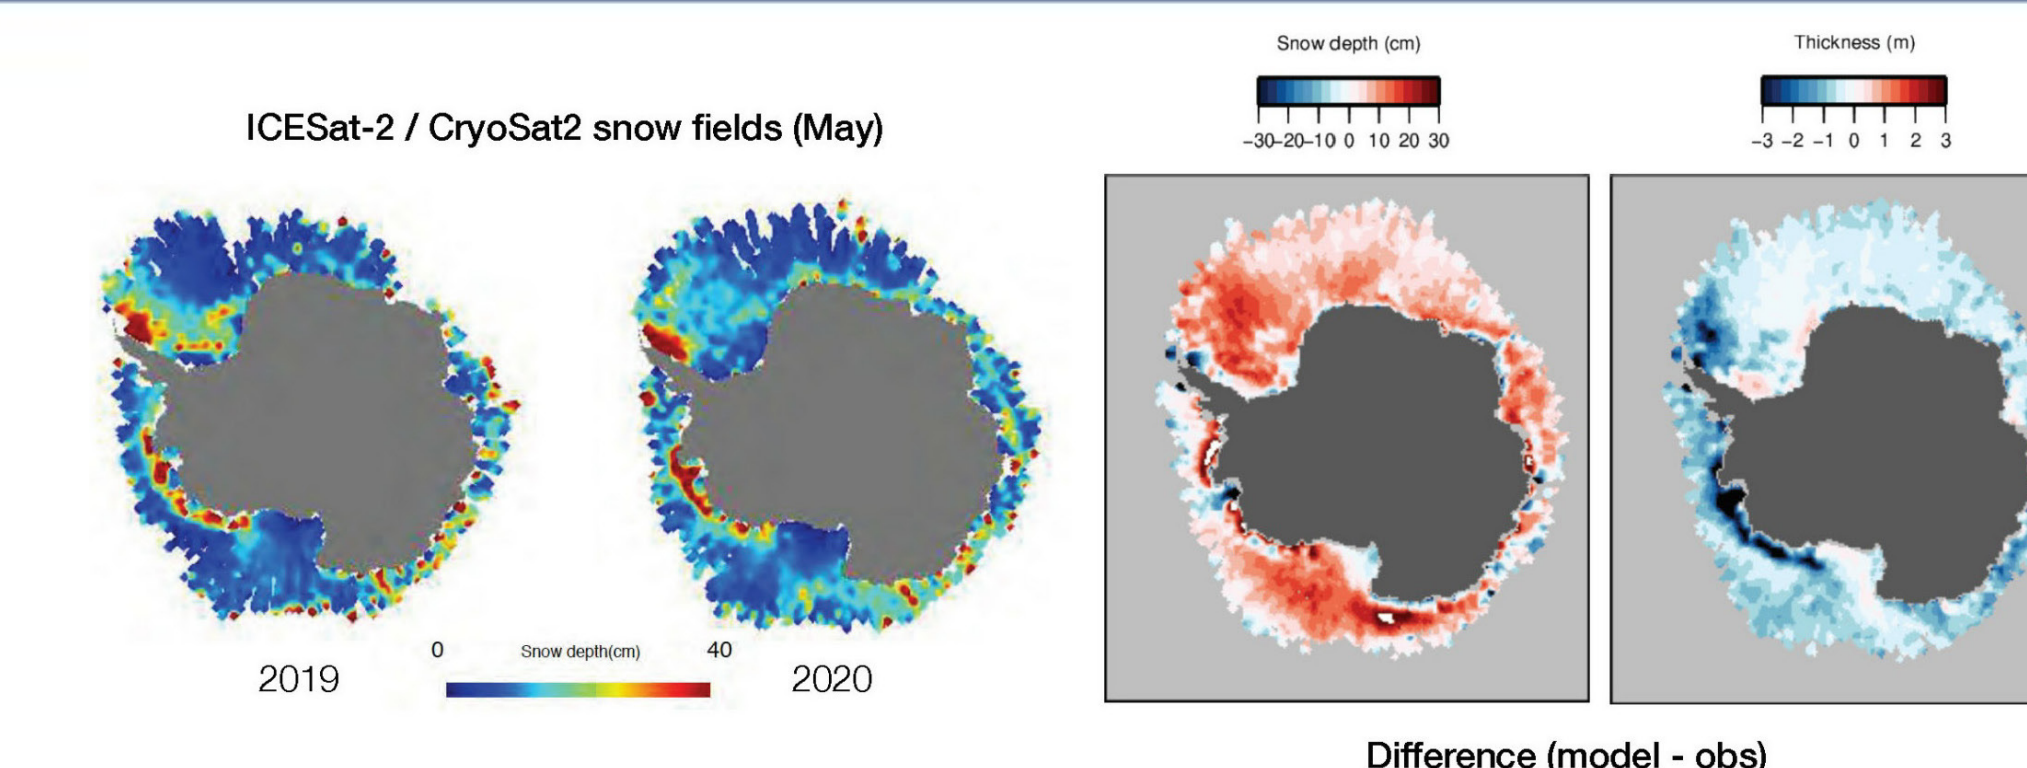 ICESat-2 / CryoSat2 snow fields (May)
0 Snow depth(cm) 40
2019 2020
Snow depth (cm)
−30−20−10 0 10 20 30
Thickness (m)
−3 −2 −1 0 1 2 3
Difference (model - obs)